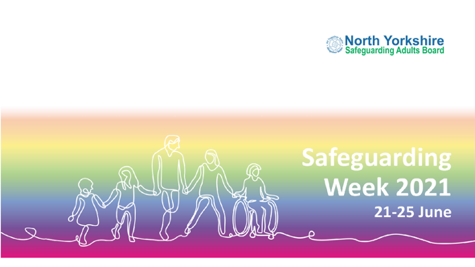 North Yorkshire
Safeguarding Adults Board
Safeguarding
Week 2021
21-25 June